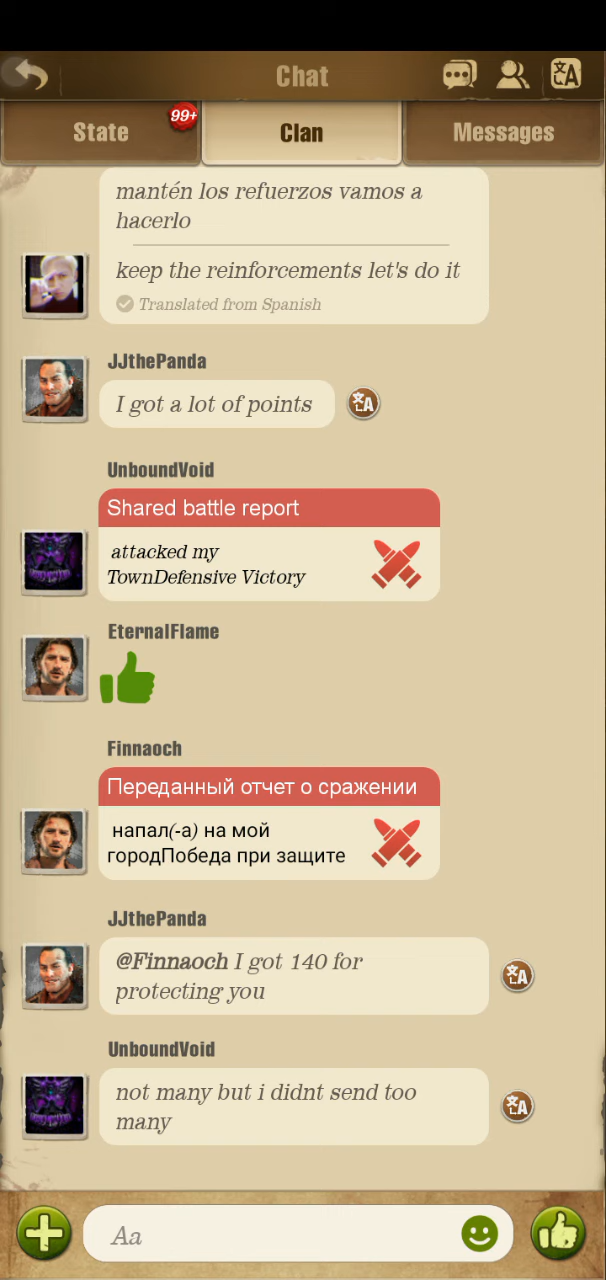 Chat
State
99+
Clan
Messages
mantén los refuerzos vamos a
hacerlo
keep the reinforcements let's do it
Translated from Spanish
JJthePanda
I got a lot of points
UnboundVoid
Shared battle report
attacked my
TownDefensive Victory
EternalFlame
Finnaoch
Переданный отчет о сражении
напал(-а) на мой
городПобеда при защите
JJthePanda
@Finnaoch I got 140 for
protecting you
UnboundVoid
not many but i didnt send too
many
Aa